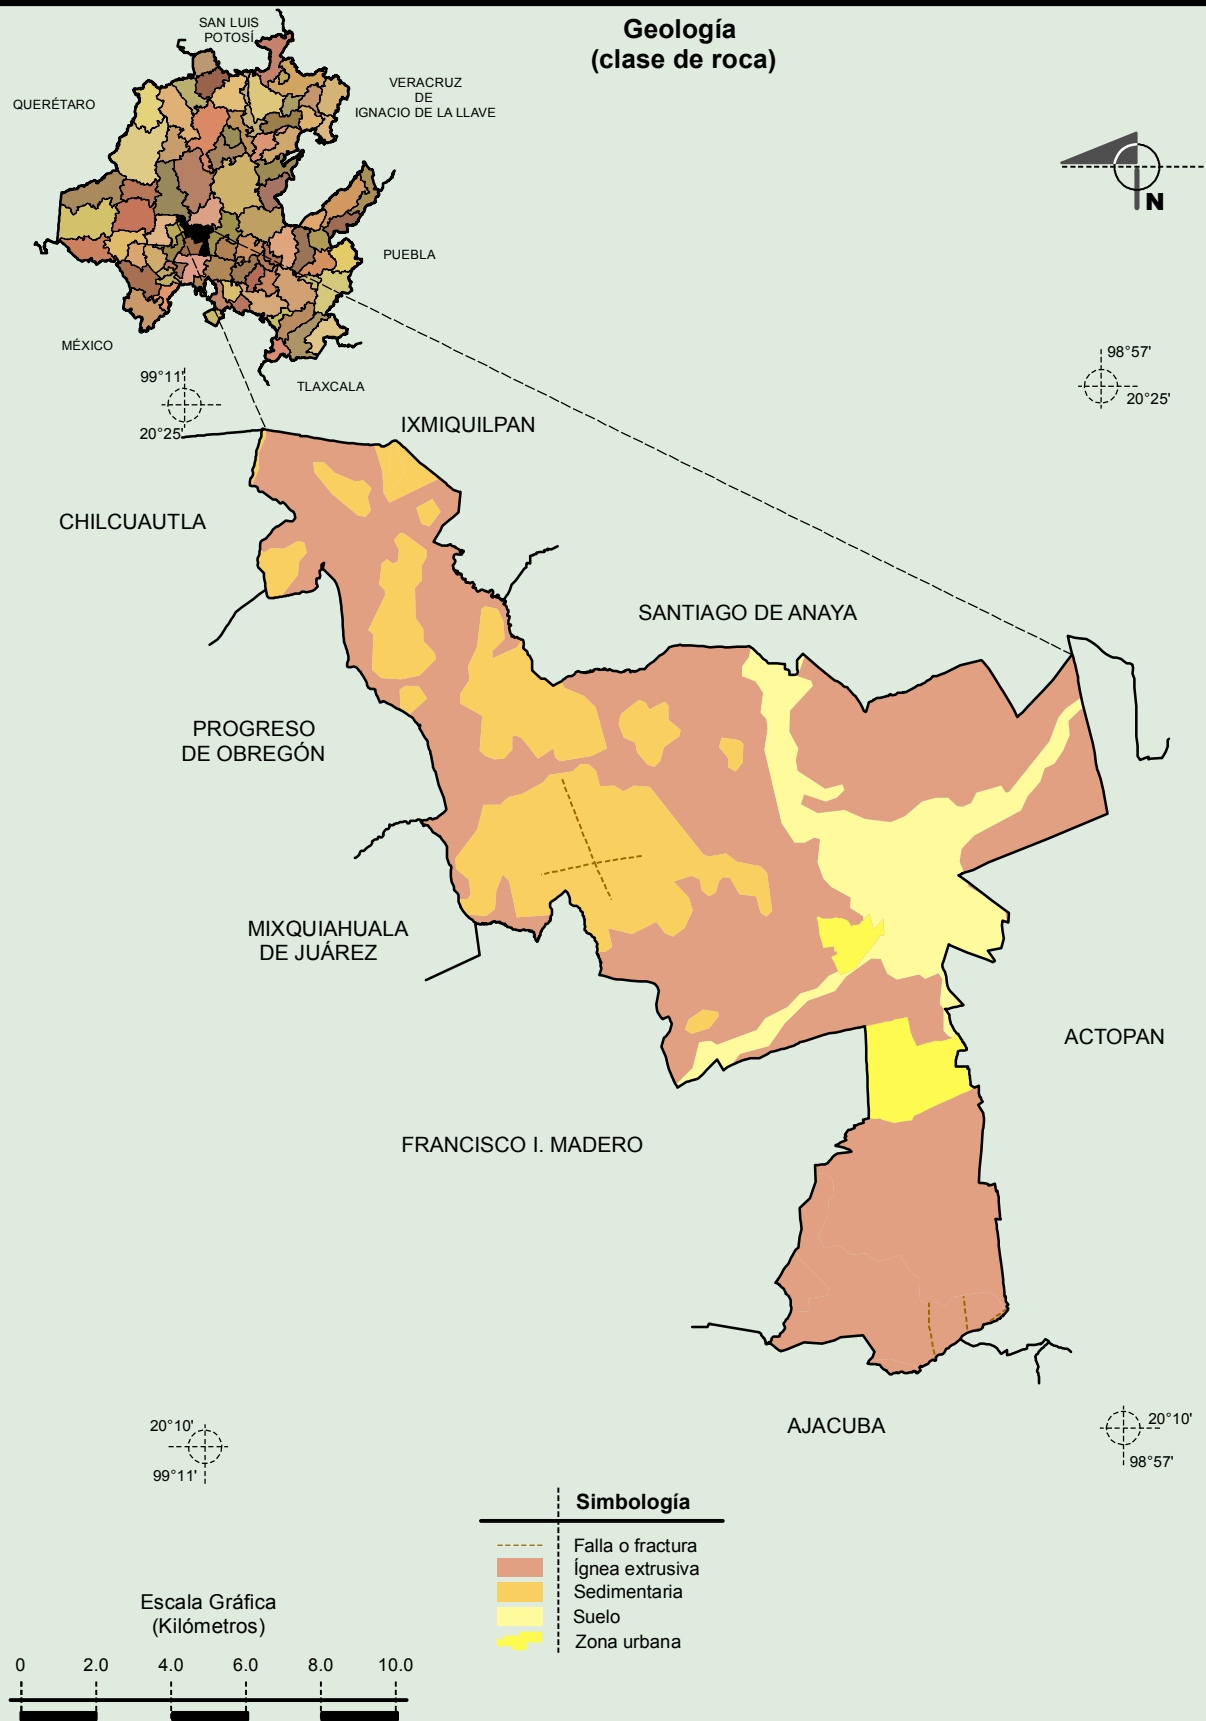 Geología
(clase de roca)
SAN LUIS
POTOSÍ
QUERÉTARO
VERACRUZ
DE
IGNACIO DE LA LLAVE
N
PUEBLA
MÉXICO
TLAXCALA
99°11'
20°25'
98°57'
20°25'
IXMIQUILPAN
CHILCUAUTLA
SANTIAGO DE ANAYA
PROGRESO
DE OBREGÓN
MIXQUIAHUALA
DE JUÁREZ
ACTOPAN
FRANCISCO I. MADERO
AJACUBA
20°10'
99°11'
20°10'
98°57'
Simbología
Falla o fractura
Ígnea extrusiva
Sedimentaria
Suelo
Zona urbana
Escala Gráfica
(Kilómetros)
0 2.0 4.0 6.0 8.0 10.0